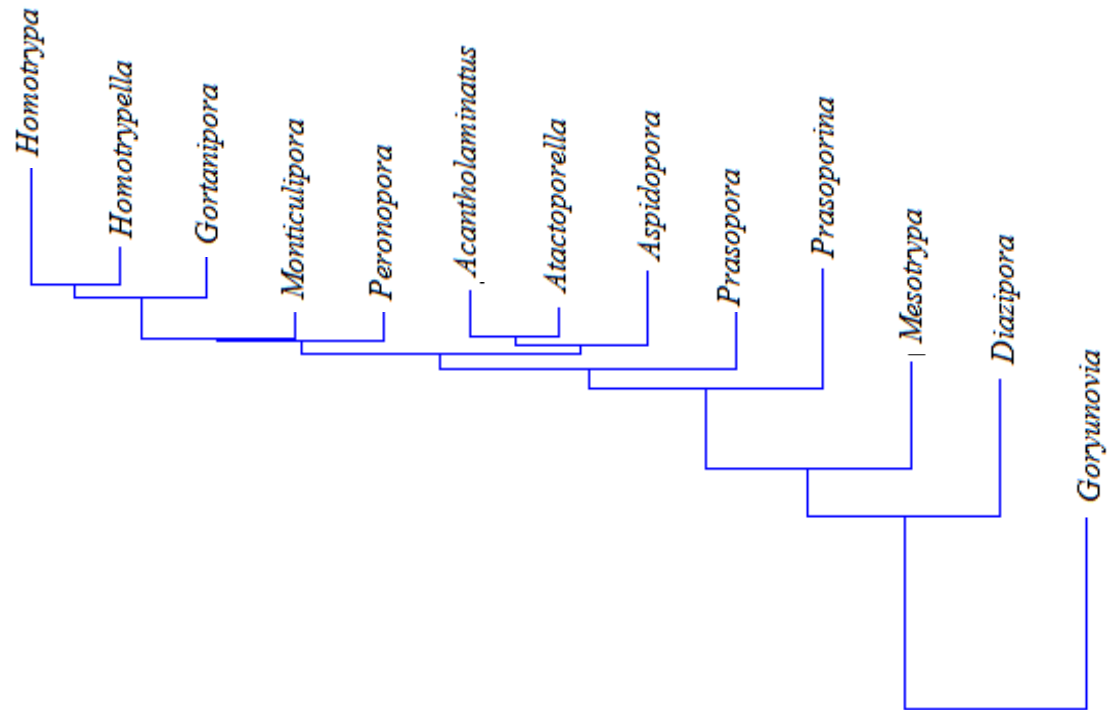 Homotrypa
Homotrypella
Gortanipora
Monticulipora
Peronopora
Acantholaminatus
Atactoporella
Aspidopora
Prasopora
Prasoporina
Mesotrypa
Diazipora
Goryunovia